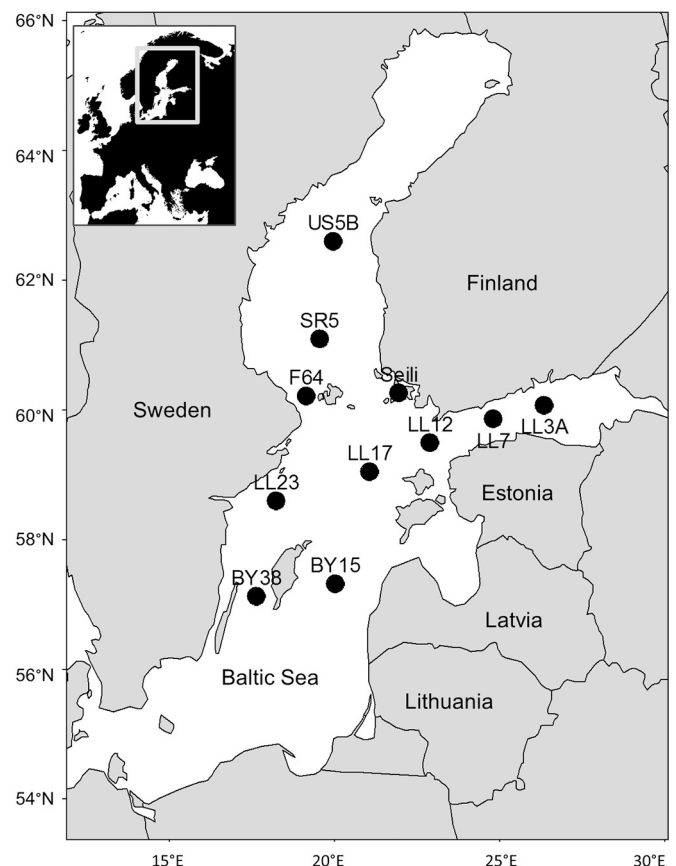 66°N
64°N
US5B
62°N
Finland
SR5
Seili
F64
60°N
Sweden
LL12
LL7
LL3A
LL17
LL23
Estonia
58°N
BY15
BY38
Latvia
56°N
Baltic Sea
Lithuania
54°N
15°E
20°E
25°E
30°E